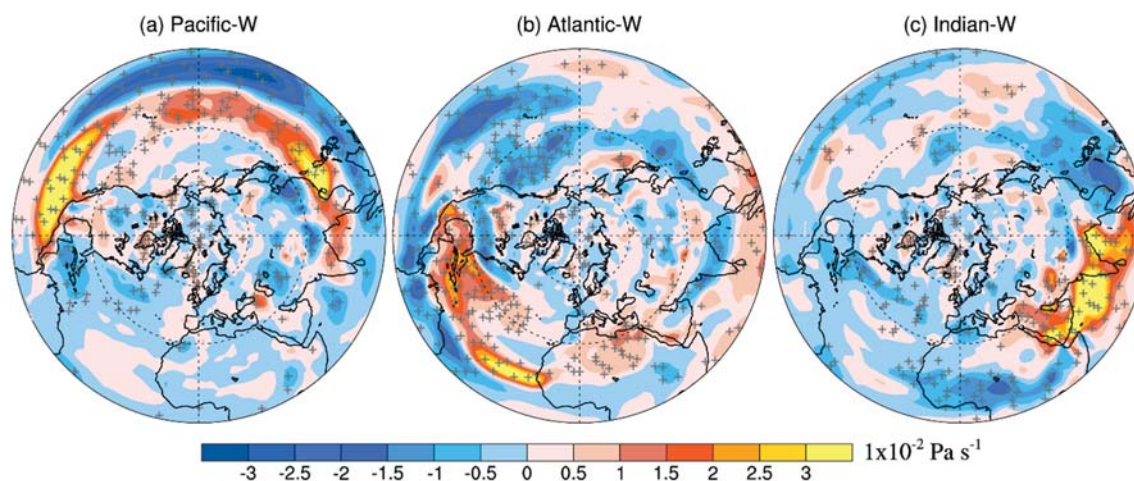 (a) Pacific-W
(b) Atlantic-W
(c) Indian-W
-3 -2.5 -2 -1.5 -1 -0.5 0 0.5 1 1.5 2 2.5 3
1x10⁻² Pa s⁻¹